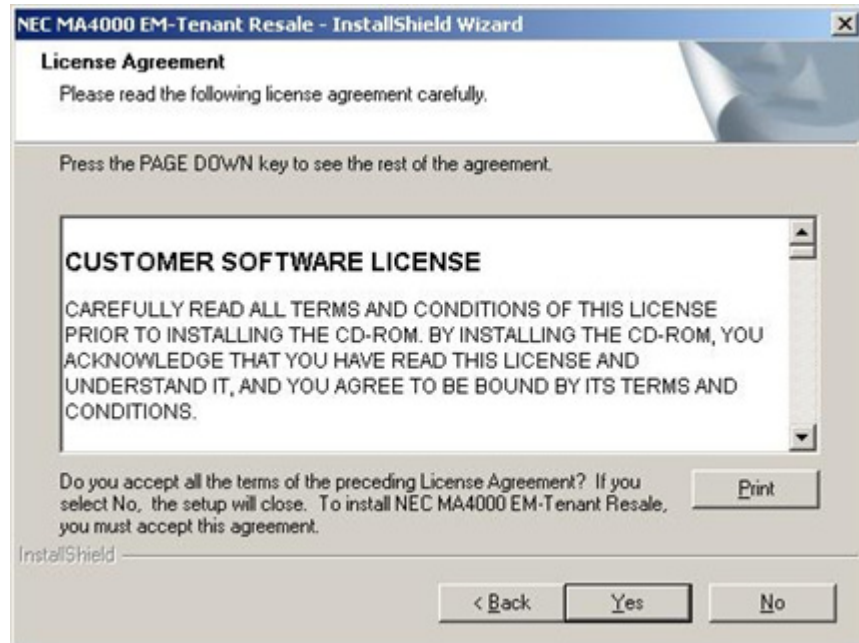 NEC MA4000 EM-Tenant Resale - InstallShield Wizard
License Agreement
Please read the following license agreement carefully.
Press the PAGE DOWN key to see the rest of the agreement.
CUSTOMER SOFTWARE LICENSE
CAREFULLY READ ALL TERMS AND CONDITIONS OF THIS LICENSE
PRIOR TO INSTALLING THE CD-ROM. BY INSTALLING THE CD-ROM, YOU
ACKNOWLEDGE THAT YOU HAVE READ THIS LICENSE AND
UNDERSTAND IT, AND YOU AGREE TO BE BOUND BY ITS TERMS AND
CONDITIONS.
Do you accept all the terms of the preceding License Agreement? If you
select No, the setup will close. To install NEC MA4000 EM-Tenant Resale,
you must accept this agreement.
Print
InstallShield
< Back
Yes
No